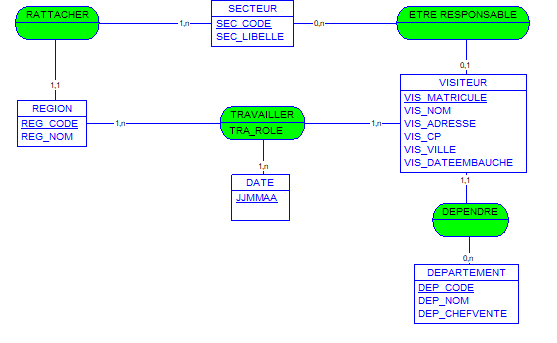 SECTEUR
RATTACHER
ETRE RESPONSABLE
1,n
SEC_CODE
0,n
SEC_LIBELLE
0,1
VISITEUR
1,1
REGION
REG_CODE
REG_NOM
1,n
TRAVAILLER
TRA_ROLE
1,n
VIS_MATRICULE
VIS_NOM
VIS_ADRESSE
VIS_CP
VIS_VILLE
VIS_DATEEMBAUCHE
1,n
DATE
JJMMAA
1,1
DEPENDRE
0,n
DEPARTEMENT
DEP_CODE
DEP_NOM
DEP_CHEFVENTE